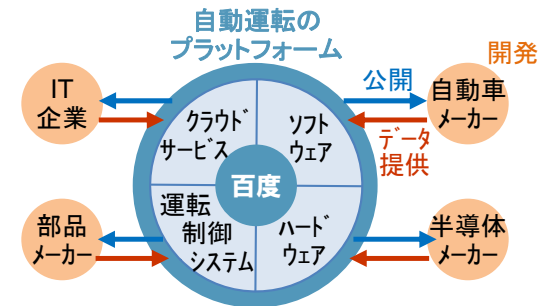 自動運転の
プラットフォーム
開発
IT
企業
公開
自動車
メーカー
データ
提供
クラウド
サービス
ソフト
ウェア
百度
運転
制御
システム
ハード
ウェア
部品
メーカー
半導体
メーカー